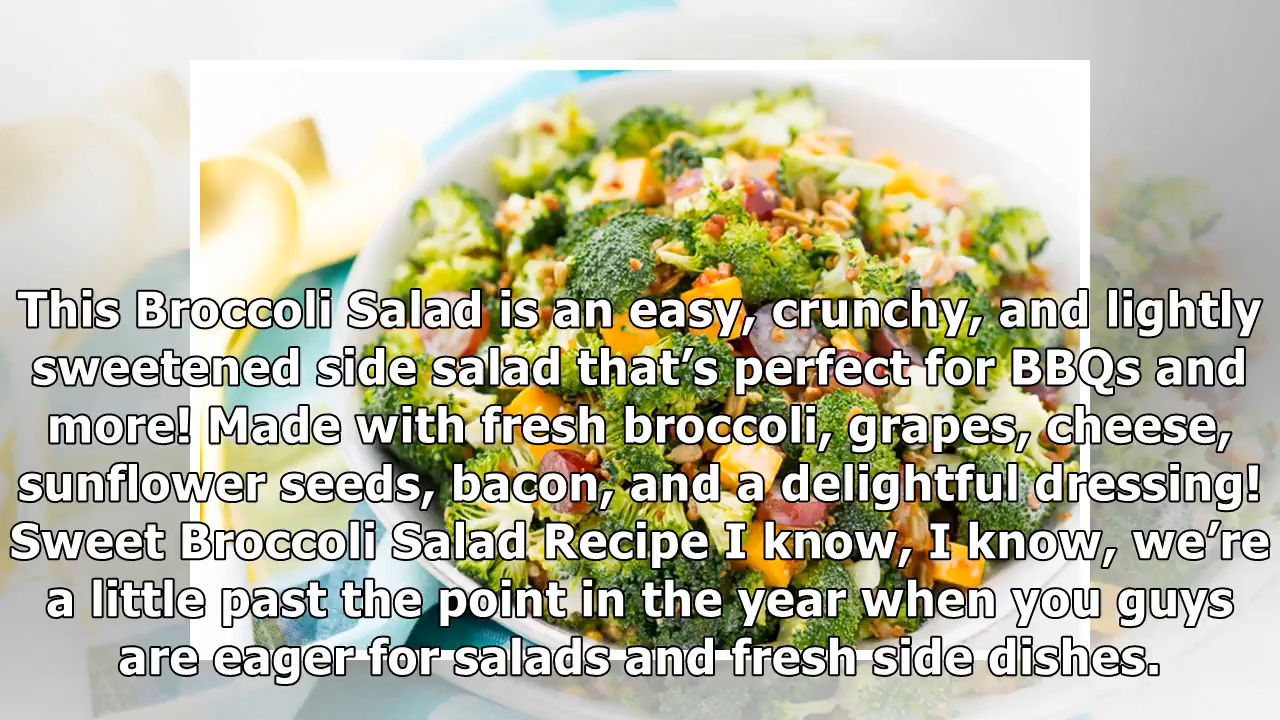 This Broccoli Salad is an easy, crunchy, and lightly
sweetened side salad that’s perfect for BBQs and
more! Made with fresh broccoli, grapes, cheese,
sunflower seeds, bacon, and a delightful dressing!
Sweet Broccoli Salad Recipe I know, I know, we’re
a little past the point in the year when you guys
are eager for salads and fresh side dishes.